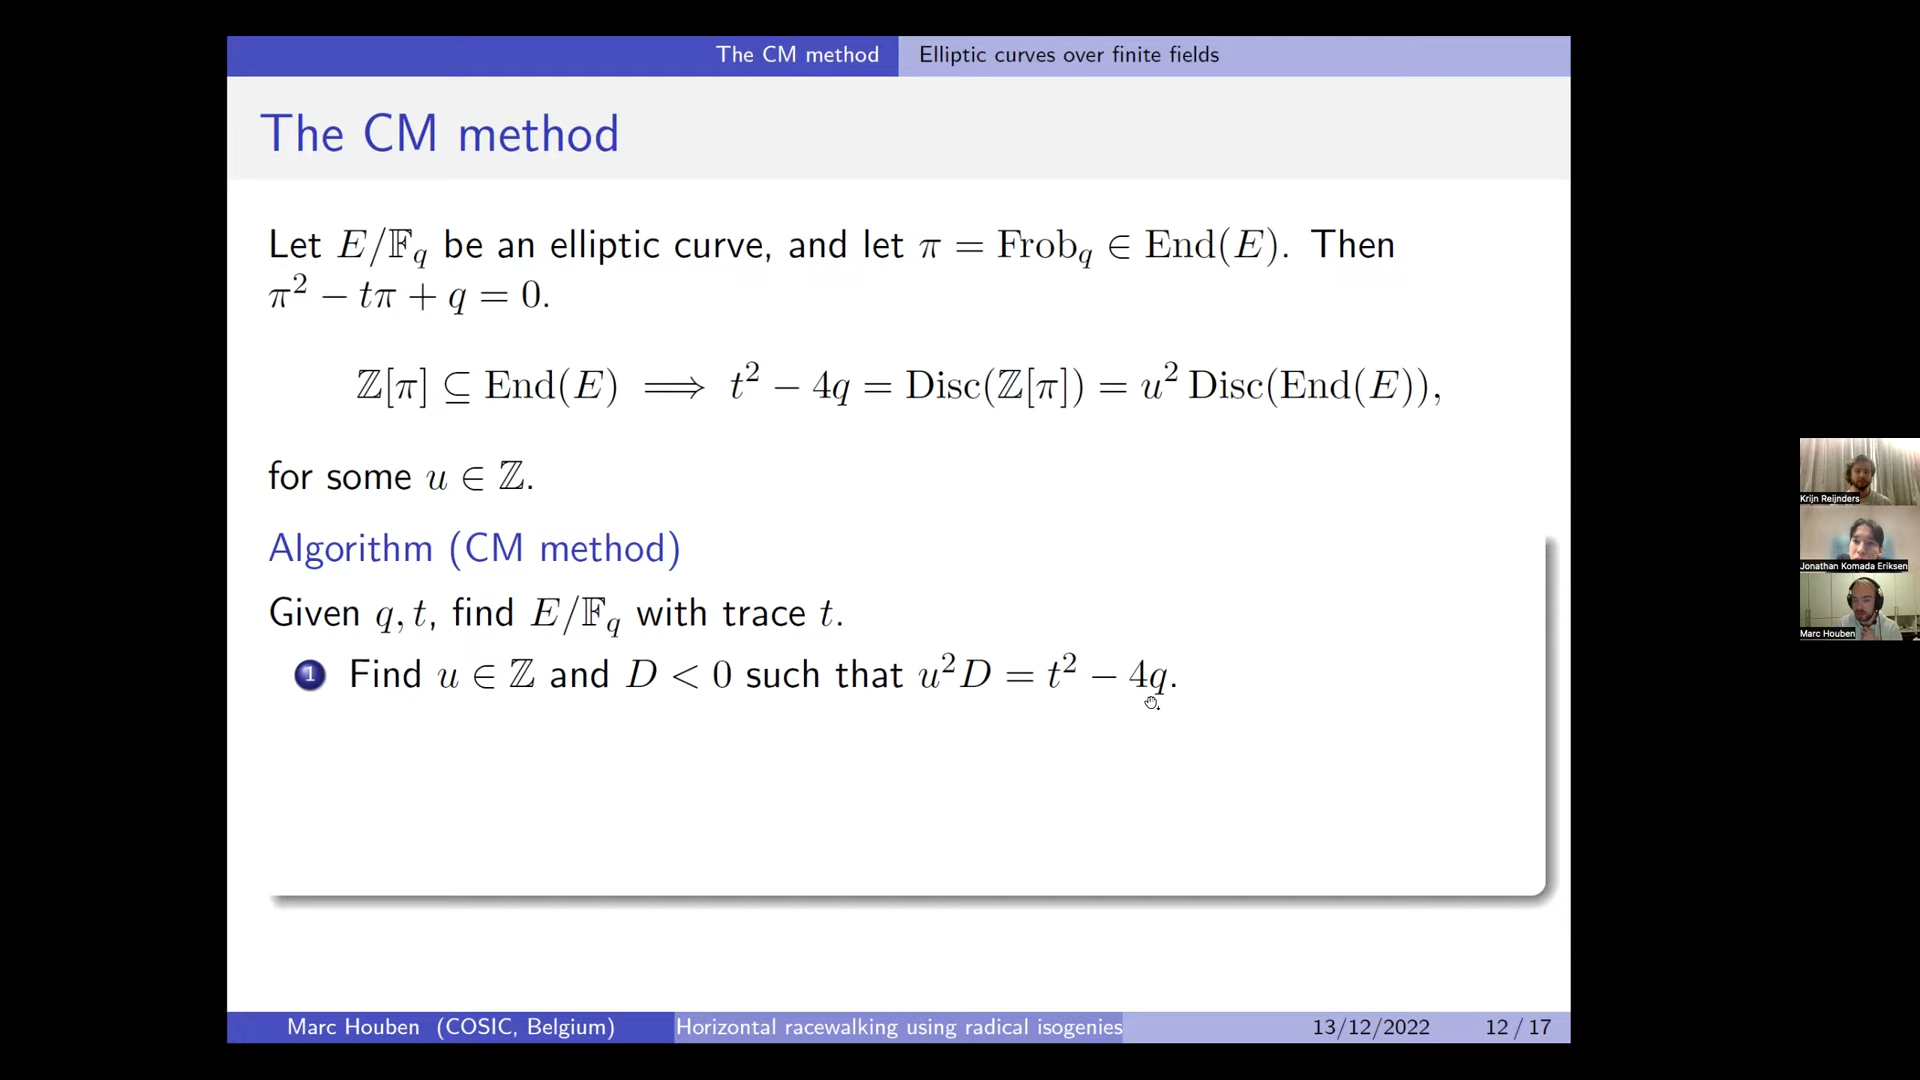 The CM method Elliptic curves over finite fields
The CM method
Let E/𝔽_q be an elliptic curve, and let π = Frob_q ∈ End(E). Then
π² − tπ + q = 0.
ℤ[π] ⊆ End(E) ⟹ t² − 4q = Disc(ℤ[π]) = u² Disc(End(E)),
for some u ∈ ℤ.
Algorithm (CM method)
Given q, t, find E/𝔽_q with trace t.
1 Find u ∈ ℤ and D < 0 such that u²D = t² − 4q.
Marc Houben (COSIC, Belgium) Horizontal racewalking using radical isogenies 13/12/2022 12 / 17
Krijn Reijnders
Jonathan Komada Eriksen
Marc Houben